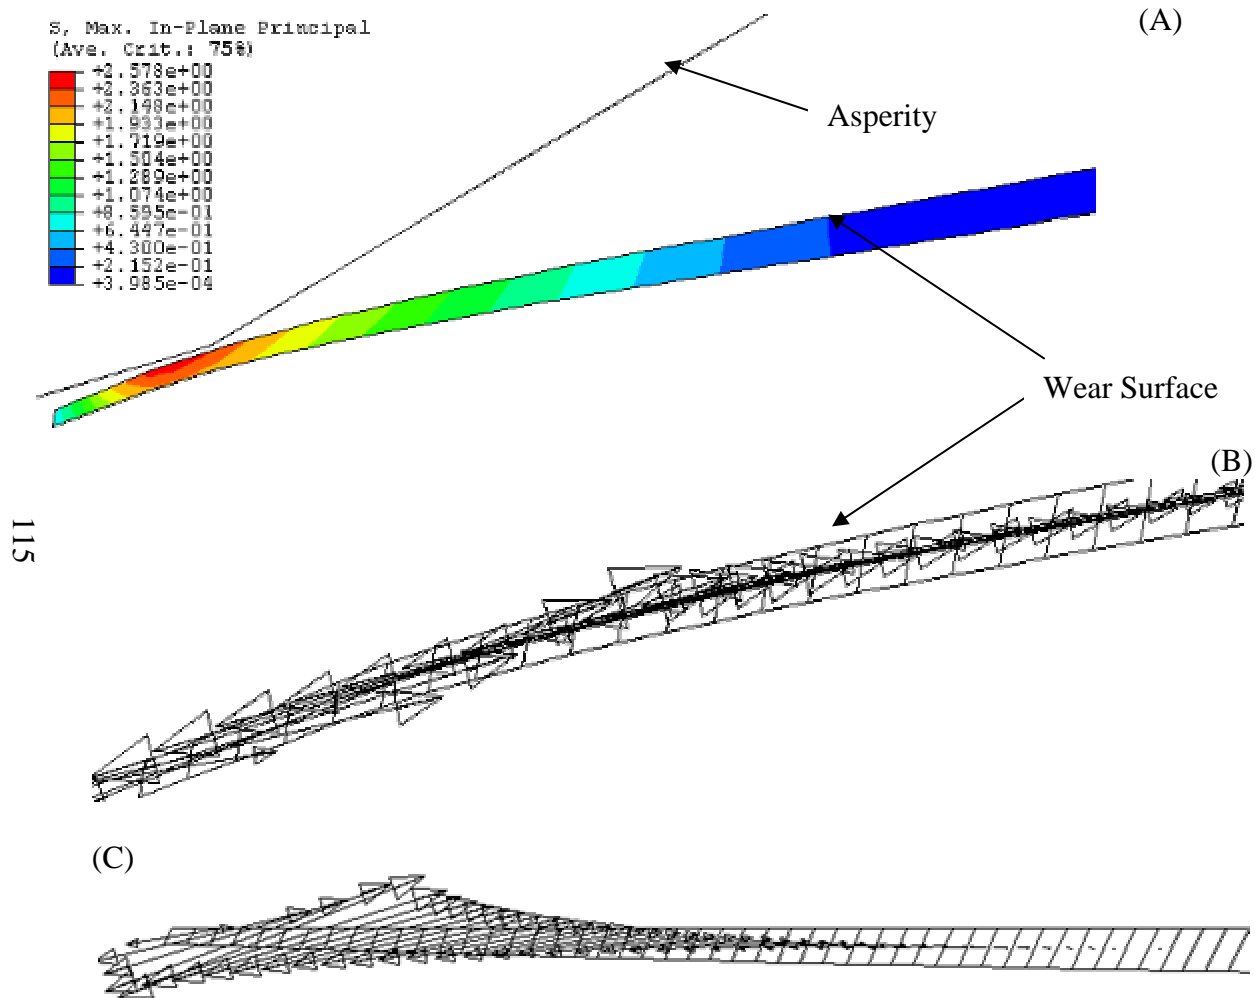 S, Max. In-Plane Principal
(Ave. Crit.: 75%)
+2.578e+00
+2.363e+00
+2.148e+00
+1.933e+00
+1.719e+00
+1.504e+00
+1.289e+00
+1.074e+00
+8.595e-01
+6.447e-01
+4.300e-01
+2.152e-01
+3.985e-04
(A)
Asperity
Wear Surface
(B)
115
(C)